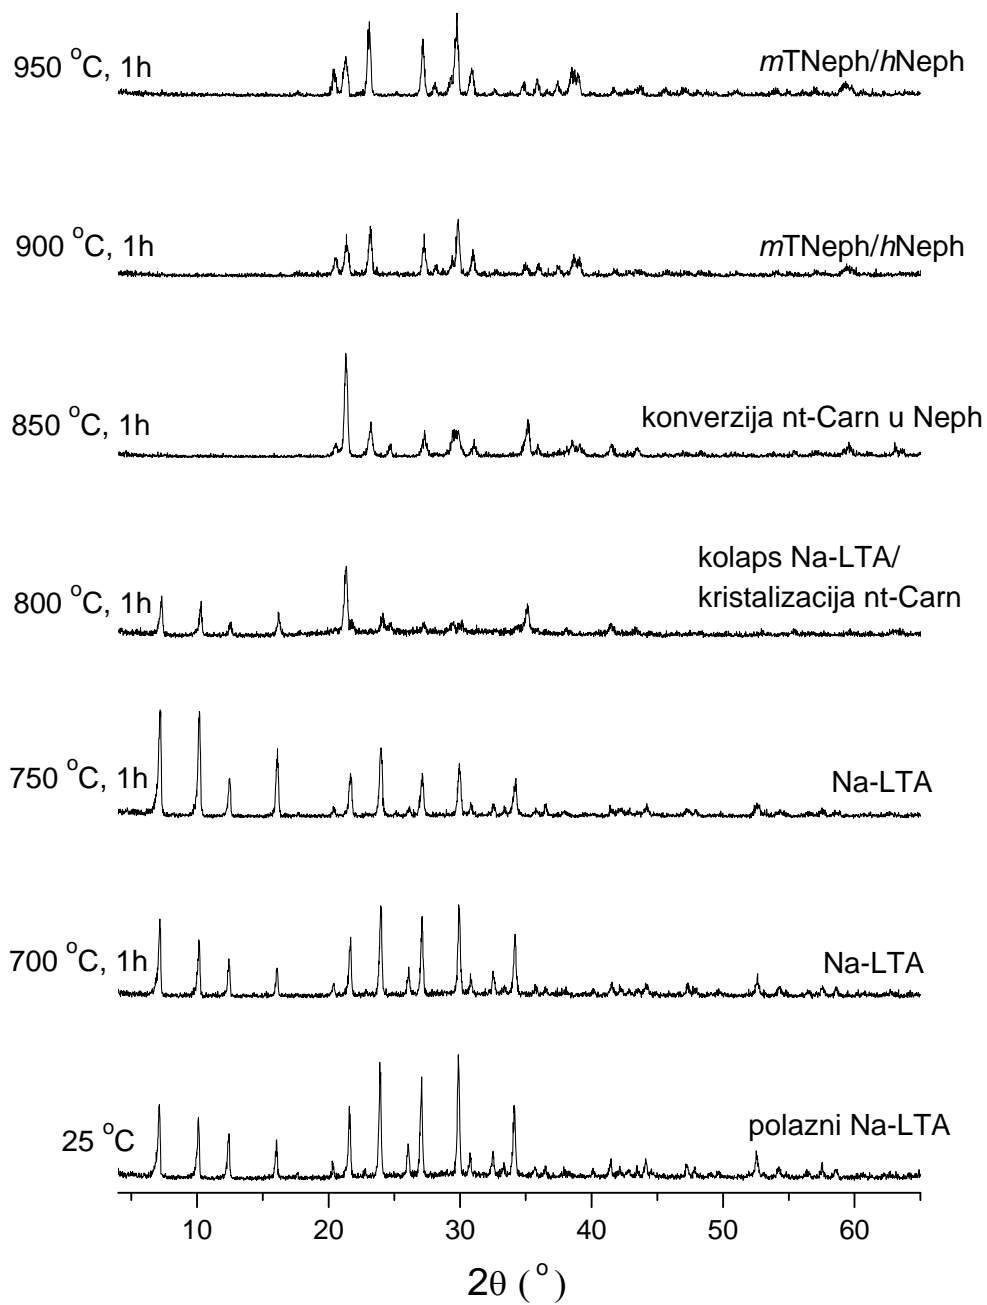 950 °C, 1h
mTNeph/hNeph
900 °C, 1h
mTNeph/hNeph
850 °C, 1h
konverzija nt-Carn u Neph
800 °C, 1h
kolaps Na-LTA/
kristalizacija nt-Carn
750 °C, 1h
Na-LTA
700 °C, 1h
Na-LTA
25 °C
polazni Na-LTA
10 20 30 40 50 60
2θ (°)